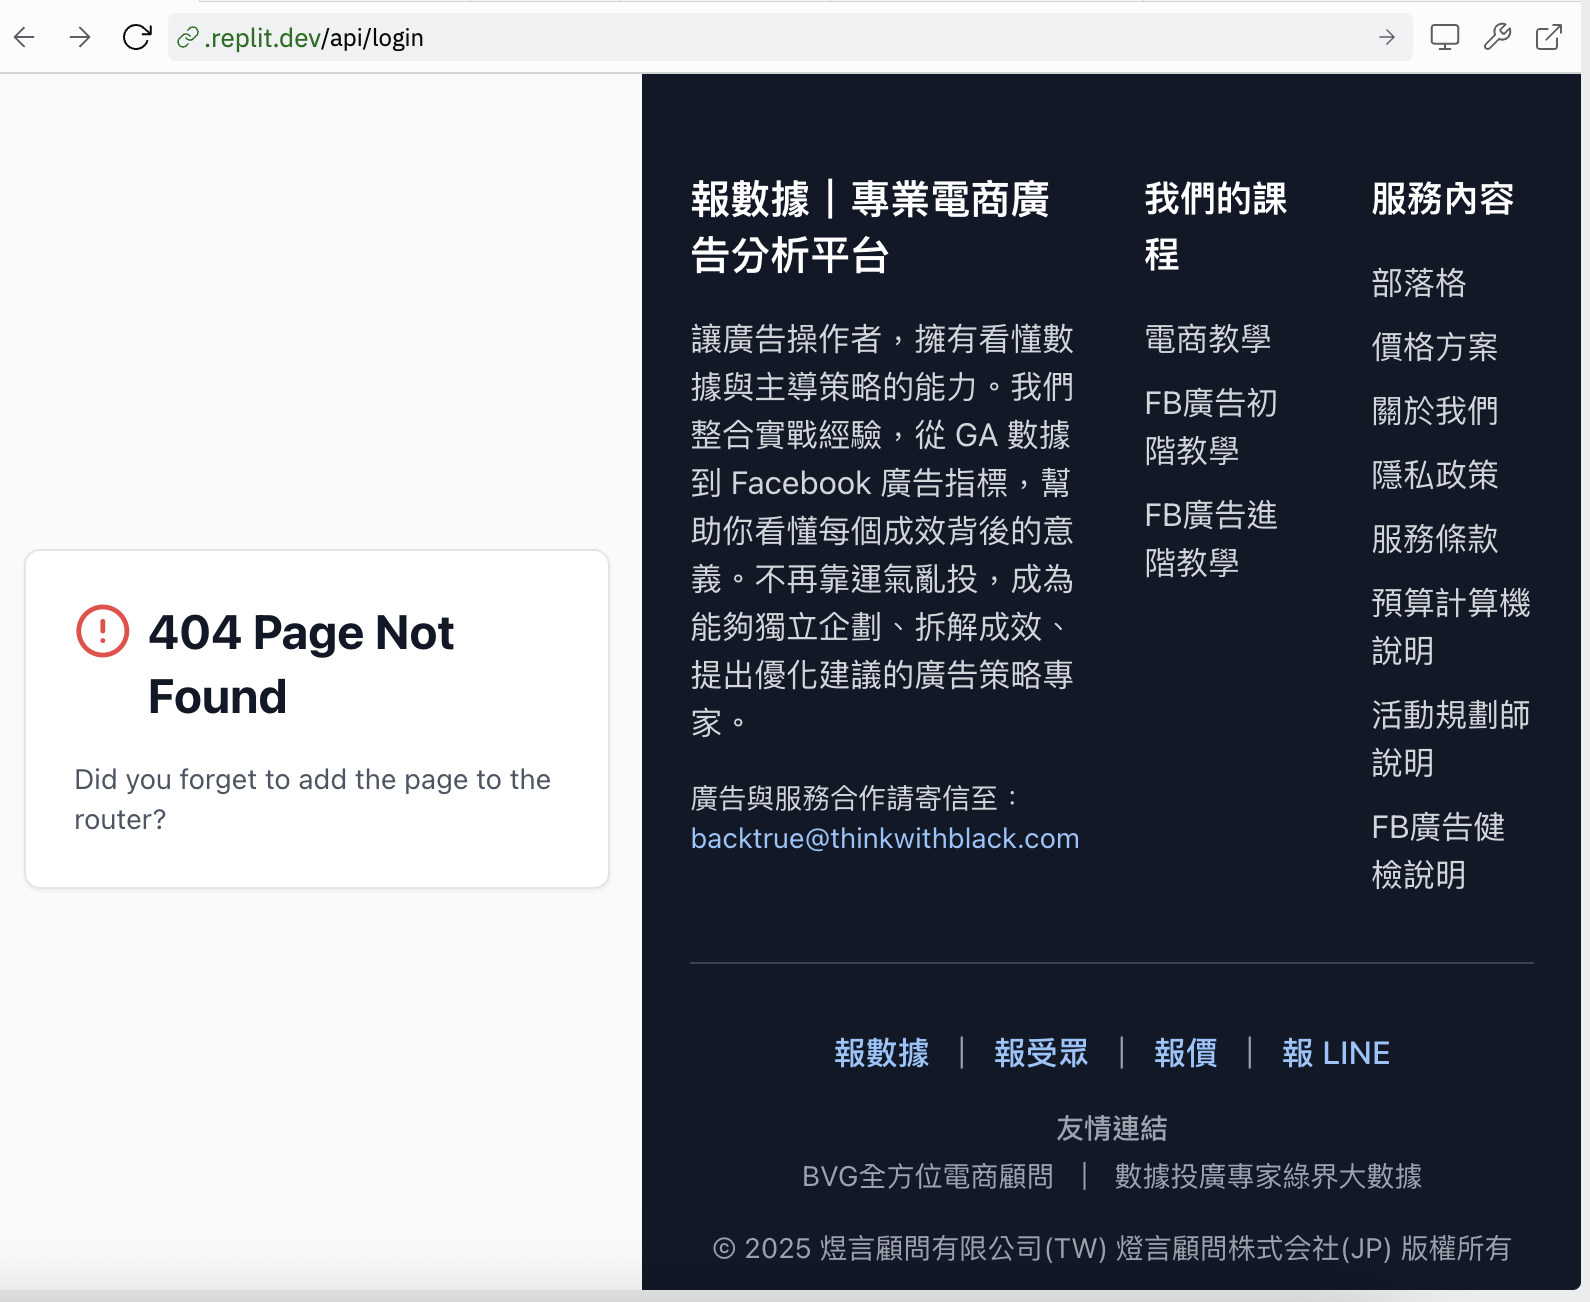 .replit.dev/api/login
404 Page Not
Found
Did you forget to add the page to the
router?
報數據｜專業電商廣
告分析平台
讓廣告操作者，擁有看懂數
據與主導策略的能力。我們
整合實戰經驗，從 GA 數據
到 Facebook 廣告指標，幫
助你看懂每個成效背後的意
義。不再靠運氣亂投，成為
能夠獨立企劃、拆解成效、
提出優化建議的廣告策略專
家。
廣告與服務合作請寄信至：
backtrue@thinkwithblack.com
我們的課
程
電商教學
FB廣告初
階教學
FB廣告進
階教學
服務內容
部落格
價格方案
關於我們
隱私政策
服務條款
預算計算機
說明
活動規劃師
說明
FB廣告健
檢說明
報數據 ｜ 報受眾 ｜ 報價 ｜ 報 LINE
友情連結
BVG全方位電商顧問 ｜ 數據投廣專家綠界大數據
© 2025 煜言顧問有限公司(TW) 燈言顧問株式会社(JP) 版權所有